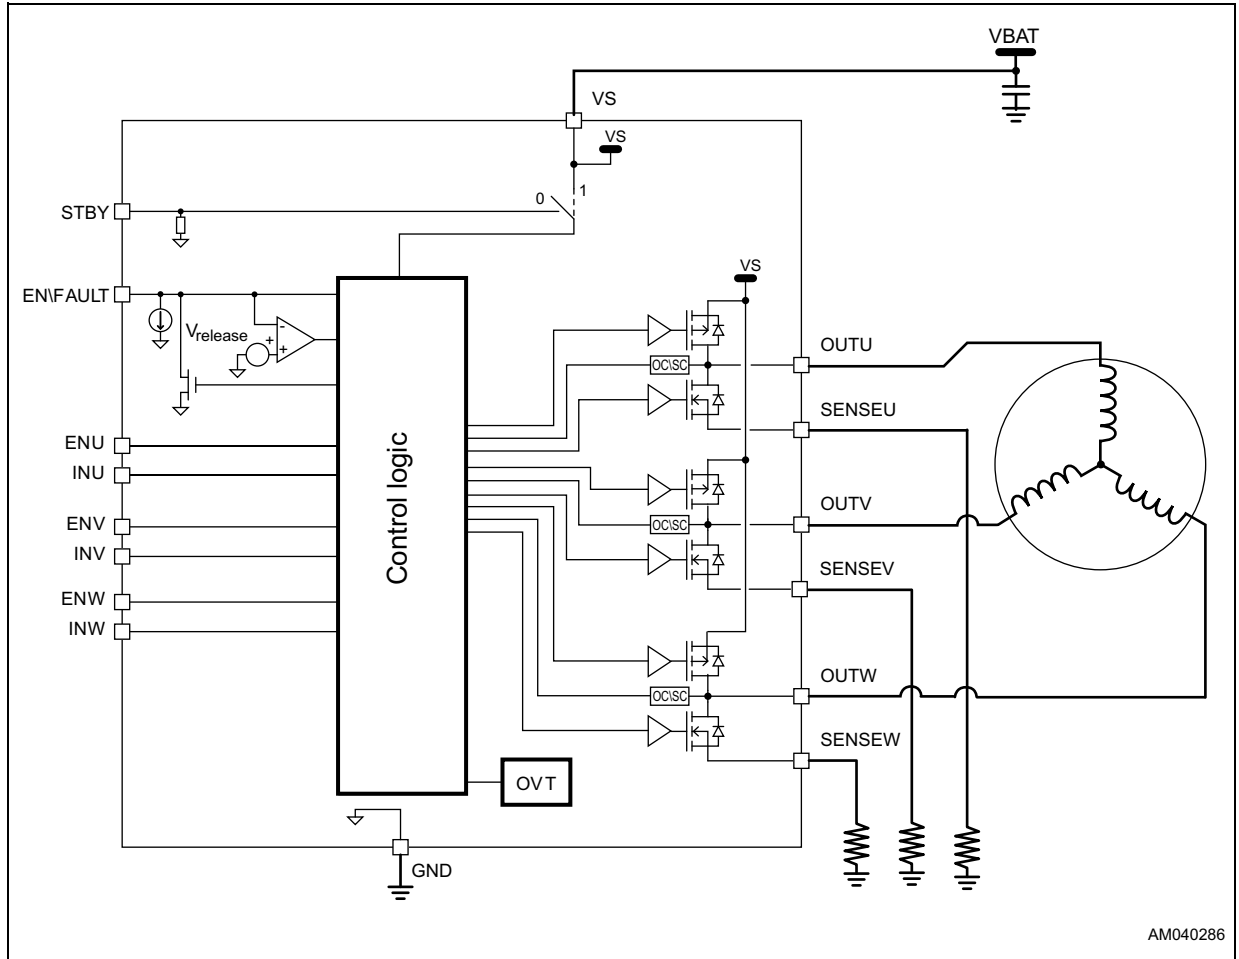 VBAT
VS
VS
0
1
STBY
EN\FAULT
Vrelease
-
+
+
VS
OC\SC
OUTU
SENSEU
ENU
INU
ENV
INV
ENW
INW
Control logic
OC\SC
OUTV
SENSEV
OC\SC
OUTW
SENSEW
OVT
GND
AM040286